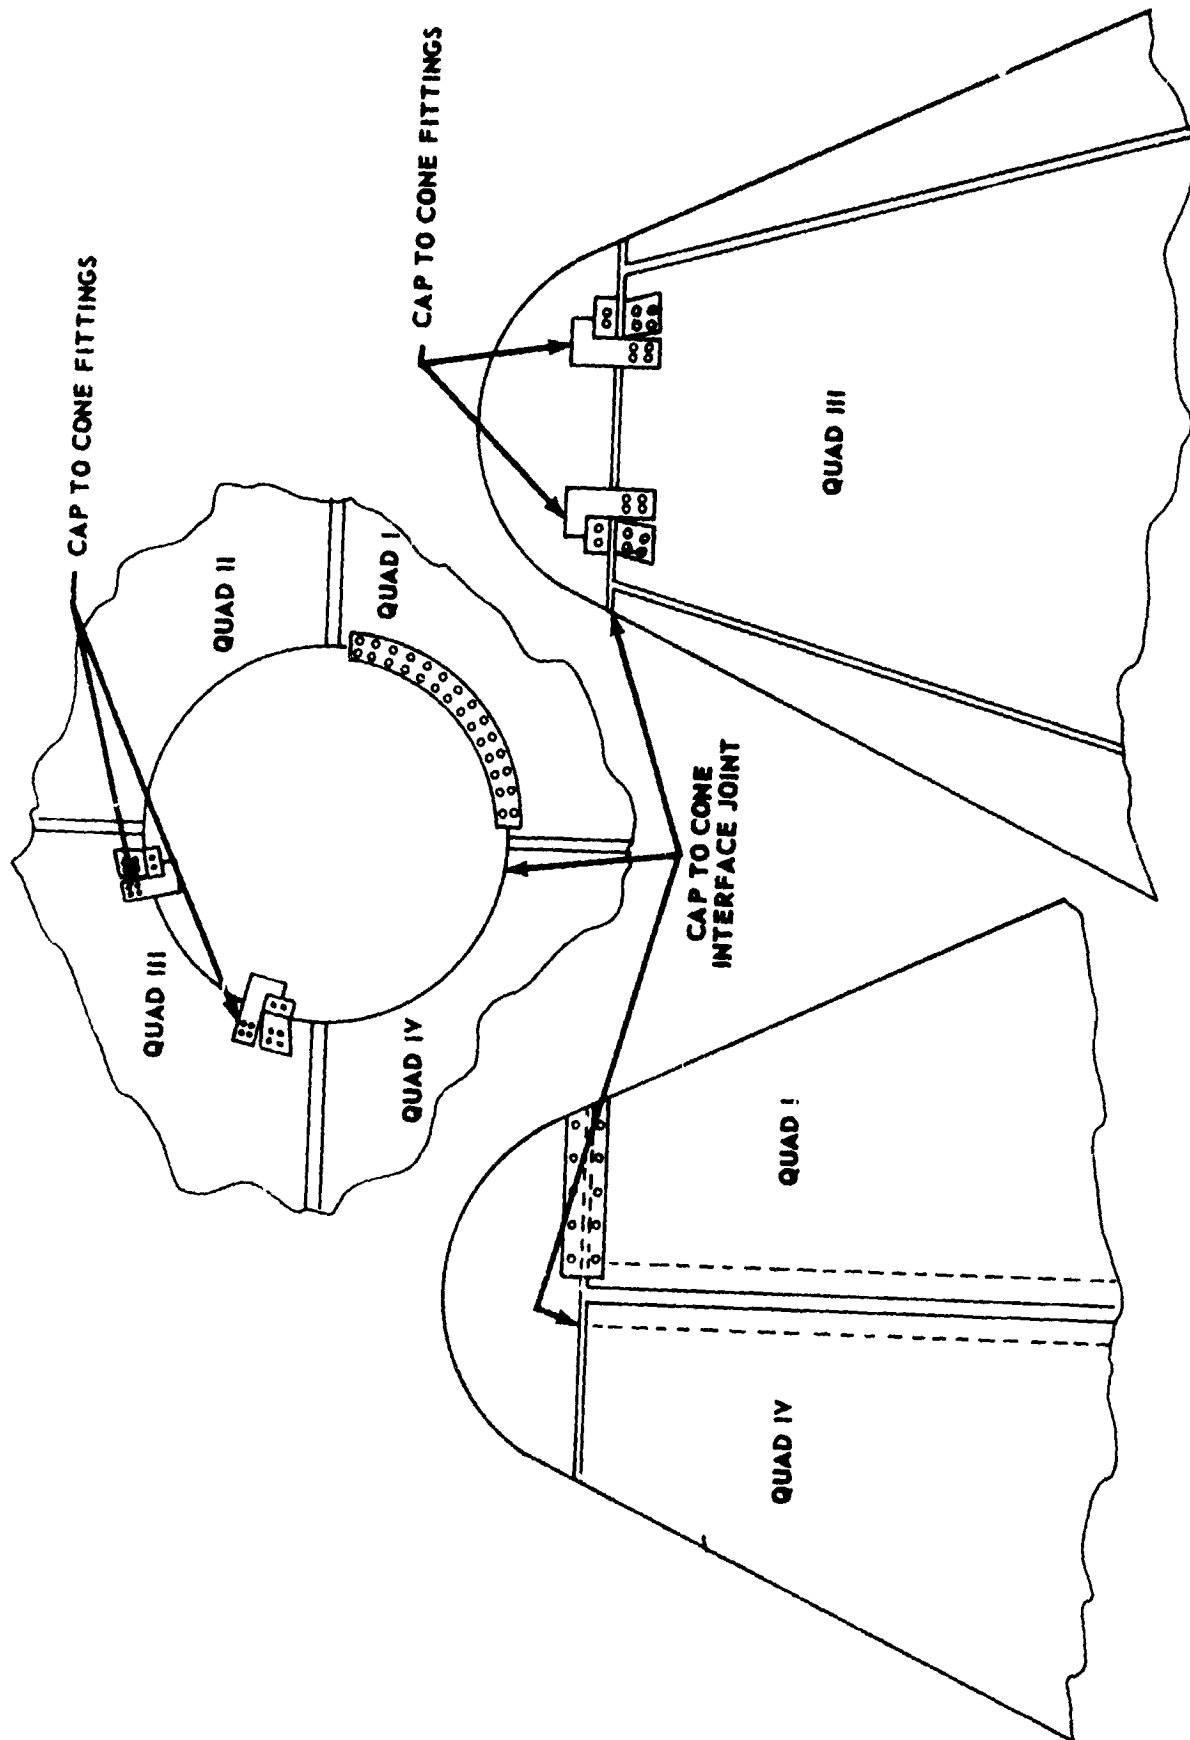 CAP TO CONE FITTINGS
QUAD II
QUAD I
QUAD III
QUAD IV
CAP TO CONE FITTINGS
QUAD III
CAP TO CONE
INTERFACE JOINT
QUAD I
QUAD IV